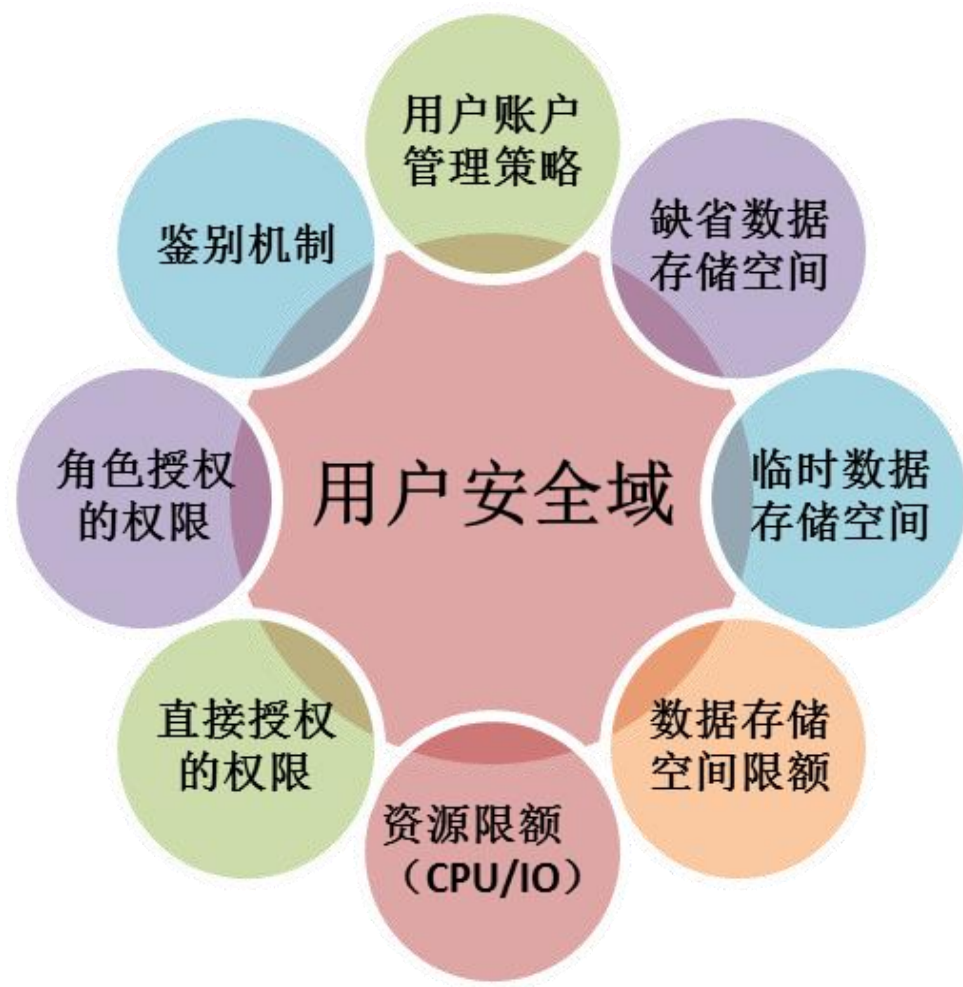 用户账户
管理策略
缺省数据
存储空间
临时数据
存储空间
数据存储
空间限额
资源限额
（CPU/IO）
直接授权
的权限
角色授权
的权限
鉴别机制
用户安全域